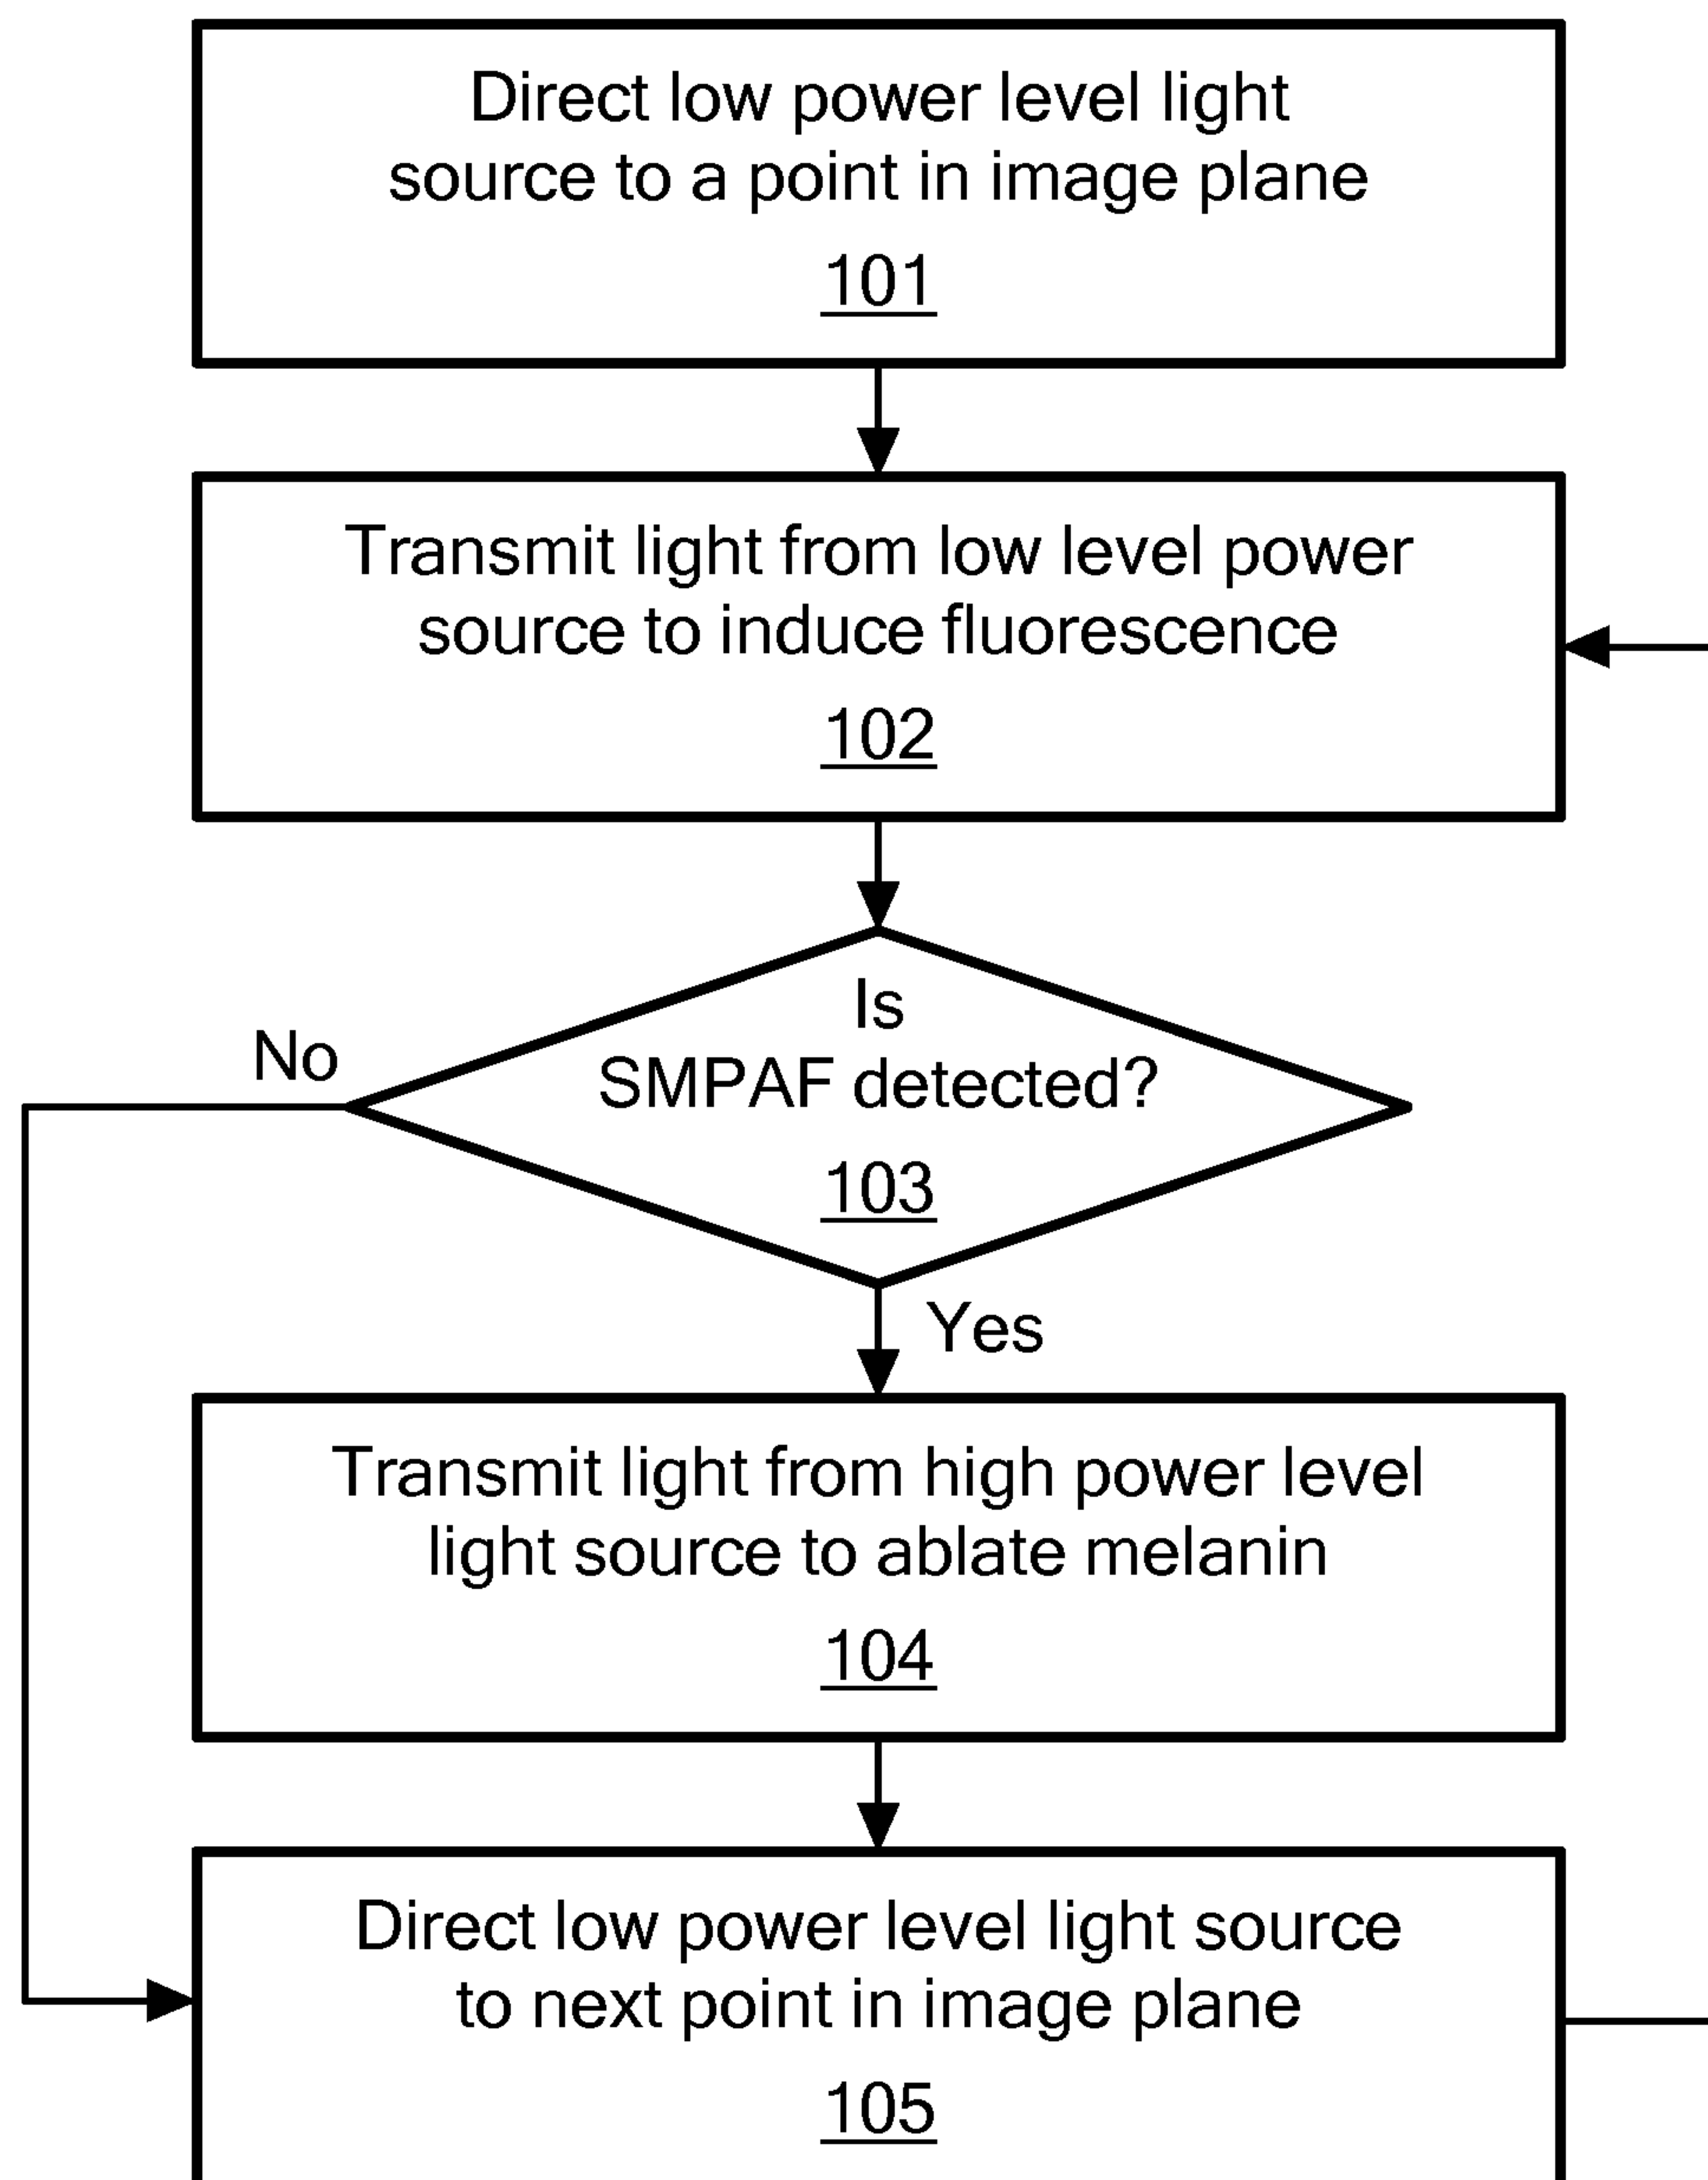 Direct low power level light
source to a point in image plane
101
Transmit light from low level power
source to induce fluorescence
102
Is
SMPAF detected?
103
No
Yes
Transmit light from high power level
light source to ablate melanin
104
Direct low power level light source
to next point in image plane
105